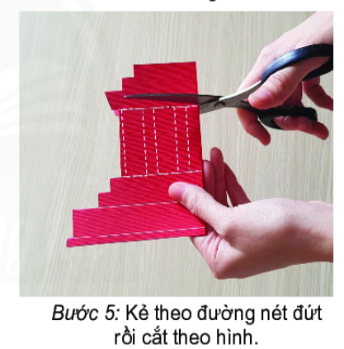 Bước 5: Kẻ theo đường nét đứt
rồi cắt theo hình.